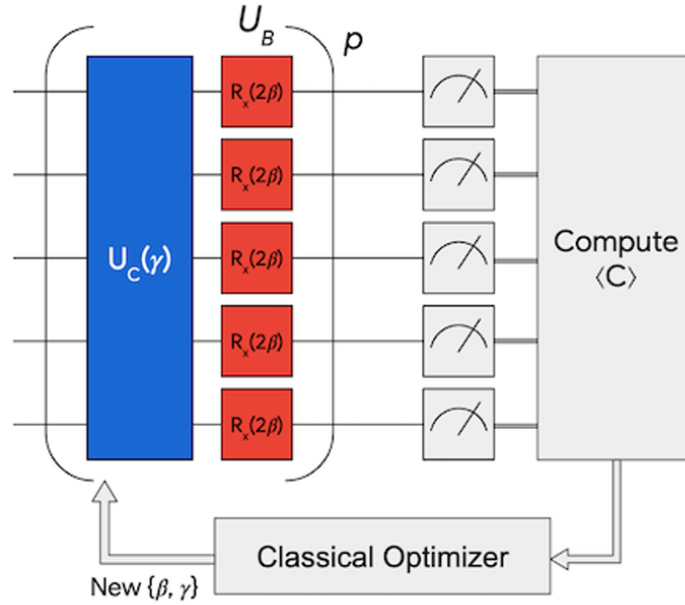 U_B
p
U_C(γ)
R_x(2β)
R_x(2β)
R_x(2β)
R_x(2β)
R_x(2β)
Compute
⟨C⟩
Classical Optimizer
New {β, γ}